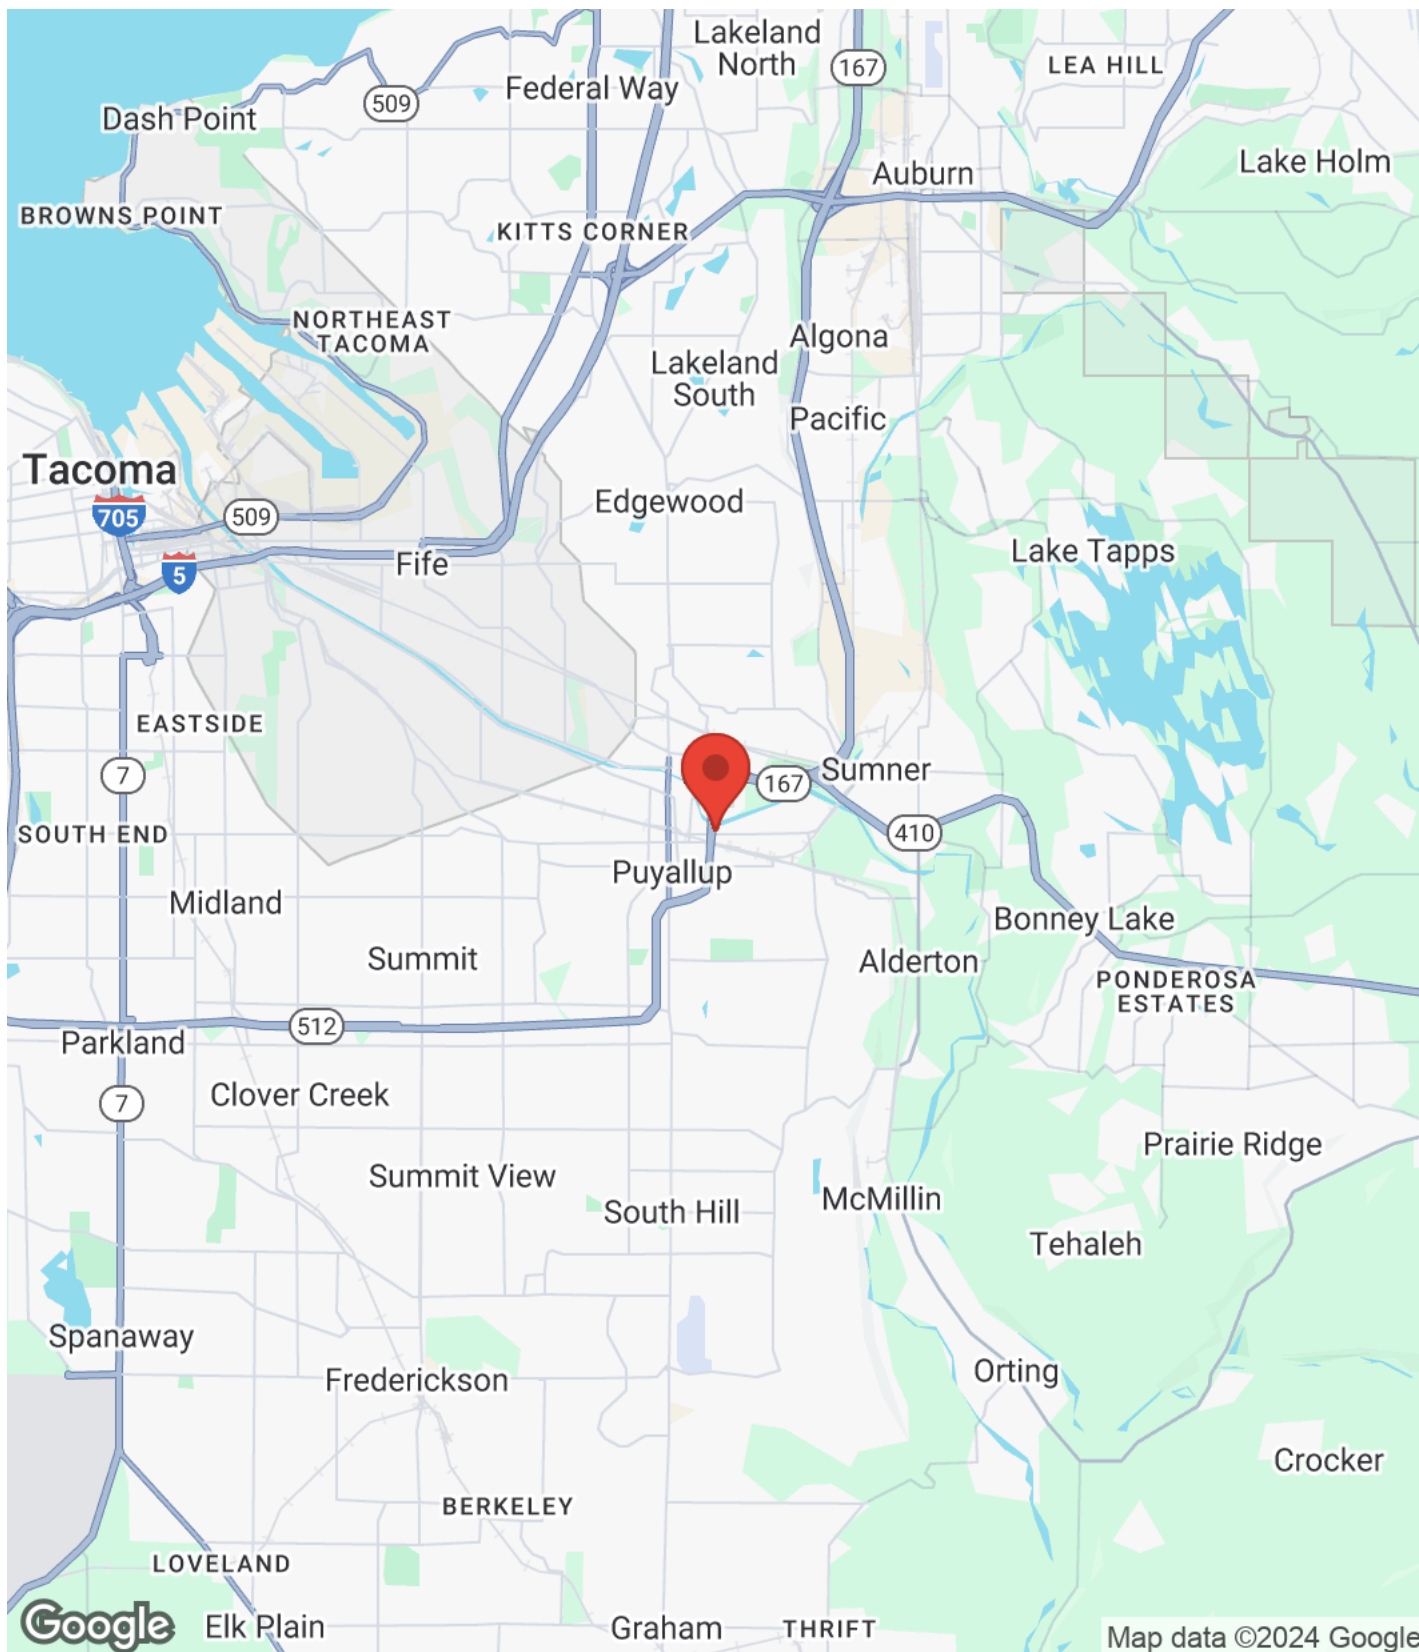 Lakeland
North
167
LEA HILL
Federal Way
509
Dash Point
Lake Holm
Auburn
BROWNS POINT
KITTS CORNER
NORTHEAST
TACOMA
Algona
Lakeland
South
Pacific
Tacoma
705
509
Edgewood
Lake Tapps
Fife
5
EASTSIDE
7
167
Sumner
SOUTH END
410
Puyallup
Midland
Bonney Lake
Summit
Alderton
PONDEROSA
ESTATES
512
Parkland
Clover Creek
7
Prairie Ridge
Summit View
McMillin
South Hill
Tehaleh
Spanaway
Orting
Frederickson
Crocker
BERKELEY
LOVELAND
Google
Elk Plain
Graham
THRIFT
Map data ©2024 Google